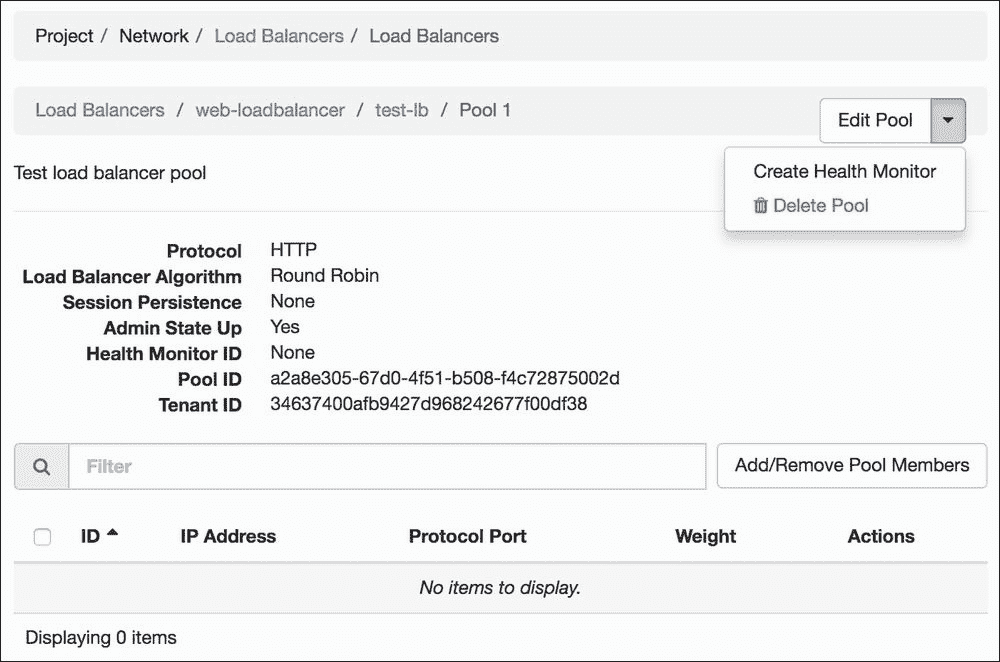 Project / Network / Load Balancers / Load Balancers
Load Balancers / web-loadbalancer / test-lb / Pool 1
Edit Pool
Create Health Monitor
Delete Pool
Test load balancer pool
Protocol HTTP
Load Balancer Algorithm Round Robin
Session Persistence None
Admin State Up Yes
Health Monitor ID None
Pool ID a2a8e305-67d0-4f51-b508-f4c72875002d
Tenant ID 34637400afb9427d968242677f00df38
Filter
Add/Remove Pool Members
ID IP Address Protocol Port Weight Actions
No items to display.
Displaying 0 items